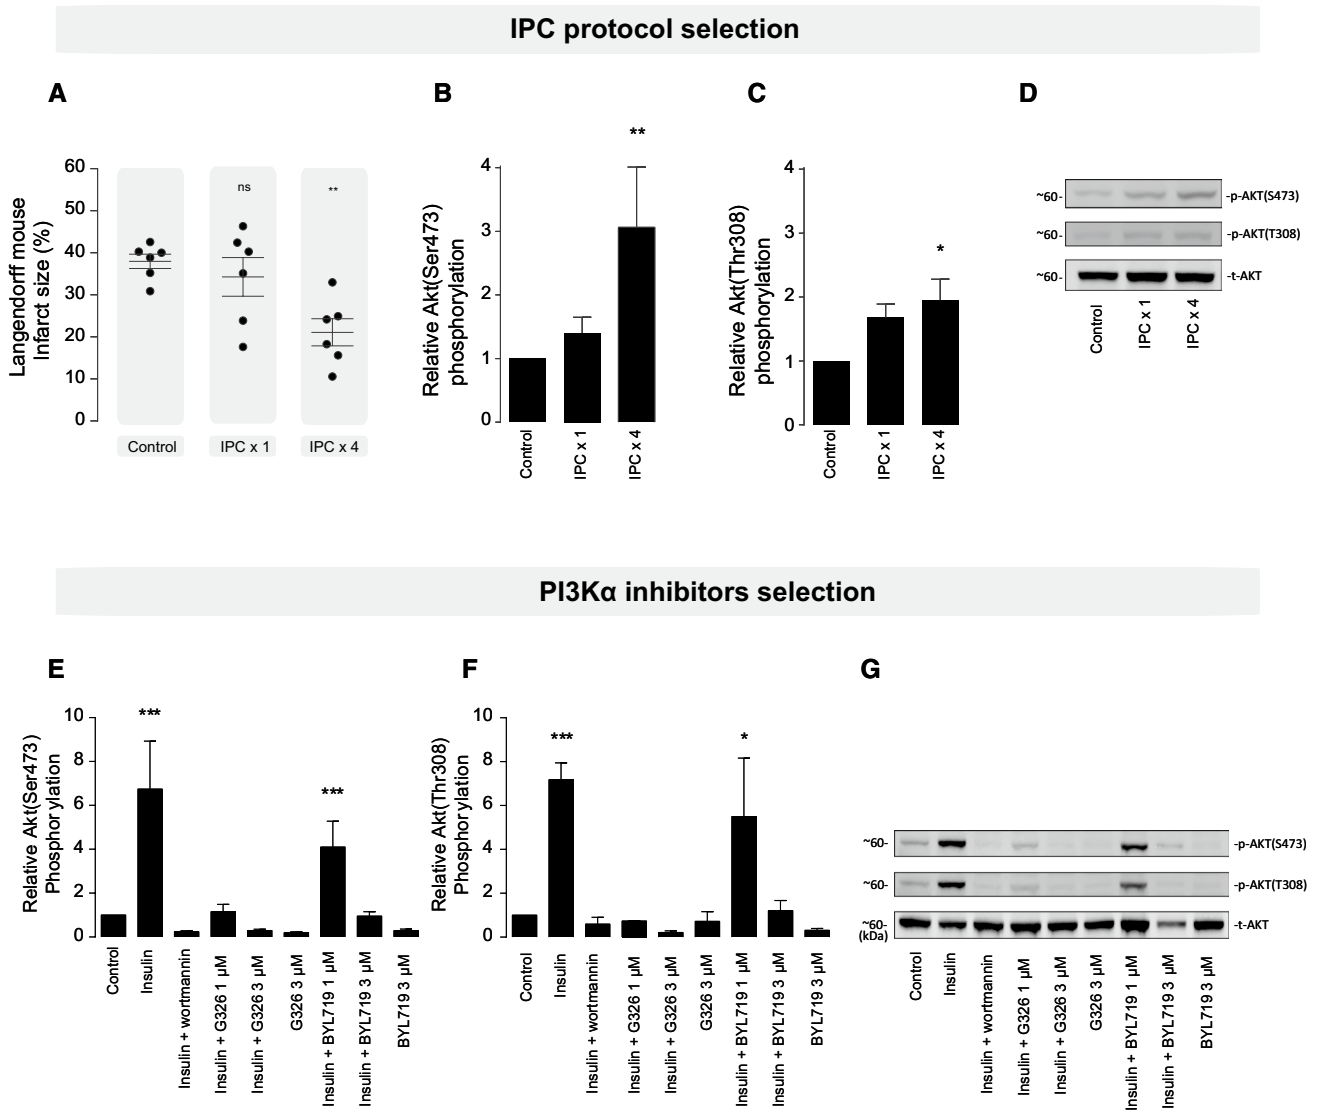 IPC protocol selection
A
B
C
D
Langendorff mouse
Infarct size (%)
60
50
40
30
20
10
0
ns
**
Control
IPC x 1
IPC x 4
Relative Akt(Ser473)
phosphorylation
4
3
2
1
0
**
Control
IPC x 1
IPC x 4
Relative Akt(Thr308)
phosphorylation
4
3
2
1
0
*
Control
IPC x 1
IPC x 4
~60-
-p-AKT(S473)
~60-
-p-AKT(T308)
~60-
-t-AKT
Control
IPC x 1
IPC x 4
PI3Kα inhibitors selection
E
F
G
Relative Akt(Ser473)
Phosphorylation
10
8
6
4
2
0
***
***
Control
Insulin
Insulin + wortmannin
Insulin + G326 1 µM
Insulin + G326 3 µM
G326 3 µM
Insulin + BYL719 1 µM
Insulin + BYL719 3 µM
BYL719 3 µM
Relative Akt(Thr308)
Phosphorylation
10
8
6
4
2
0
***
*
Control
Insulin
Insulin + wortmannin
Insulin + G326 1 µM
Insulin + G326 3 µM
G326 3 µM
Insulin + BYL719 1 µM
Insulin + BYL719 3 µM
BYL719 3 µM
~60-
-p-AKT(S473)
~60-
-p-AKT(T308)
~60-
(kDa)
-t-AKT
Control
Insulin
Insulin + wortmannin
Insulin + G326 1 µM
Insulin + G326 3 µM
G326 3 µM
Insulin + BYL719 1 µM
Insulin + BYL719 3 µM
BYL719 3 µM